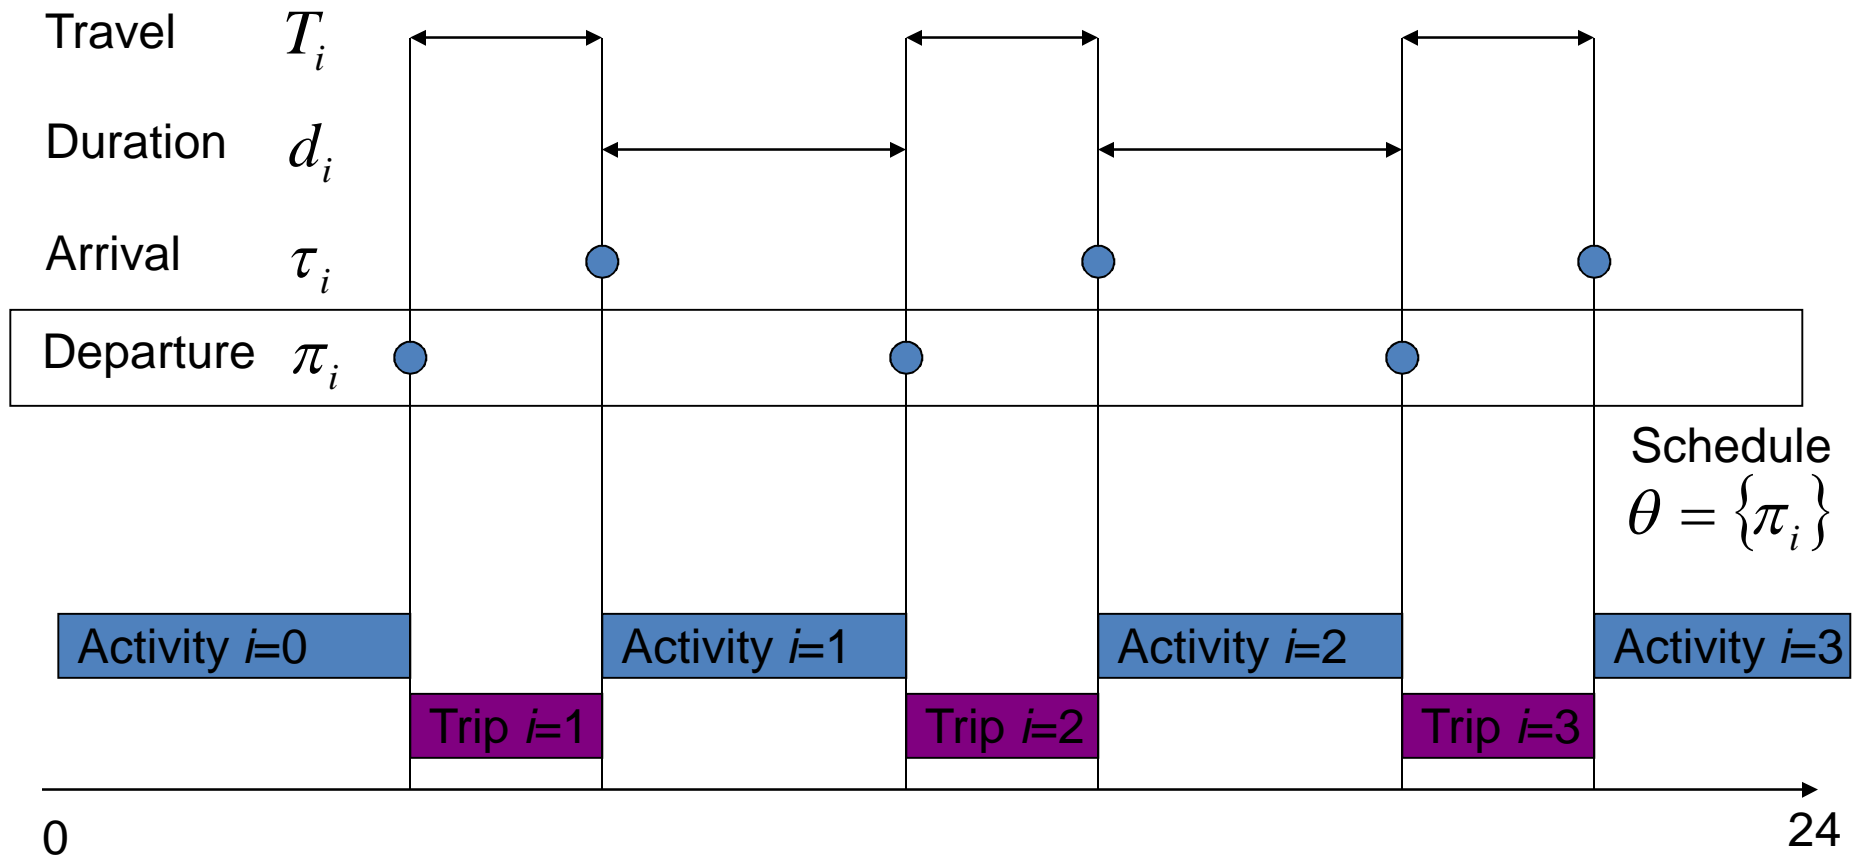 Travel T_i
Duration d_i
Arrival τ_i
Departure π_i
Schedule
θ = {π_i}
Activity i=0
Activity i=1
Activity i=2
Activity i=3
Trip i=1
Trip i=2
Trip i=3
0
24